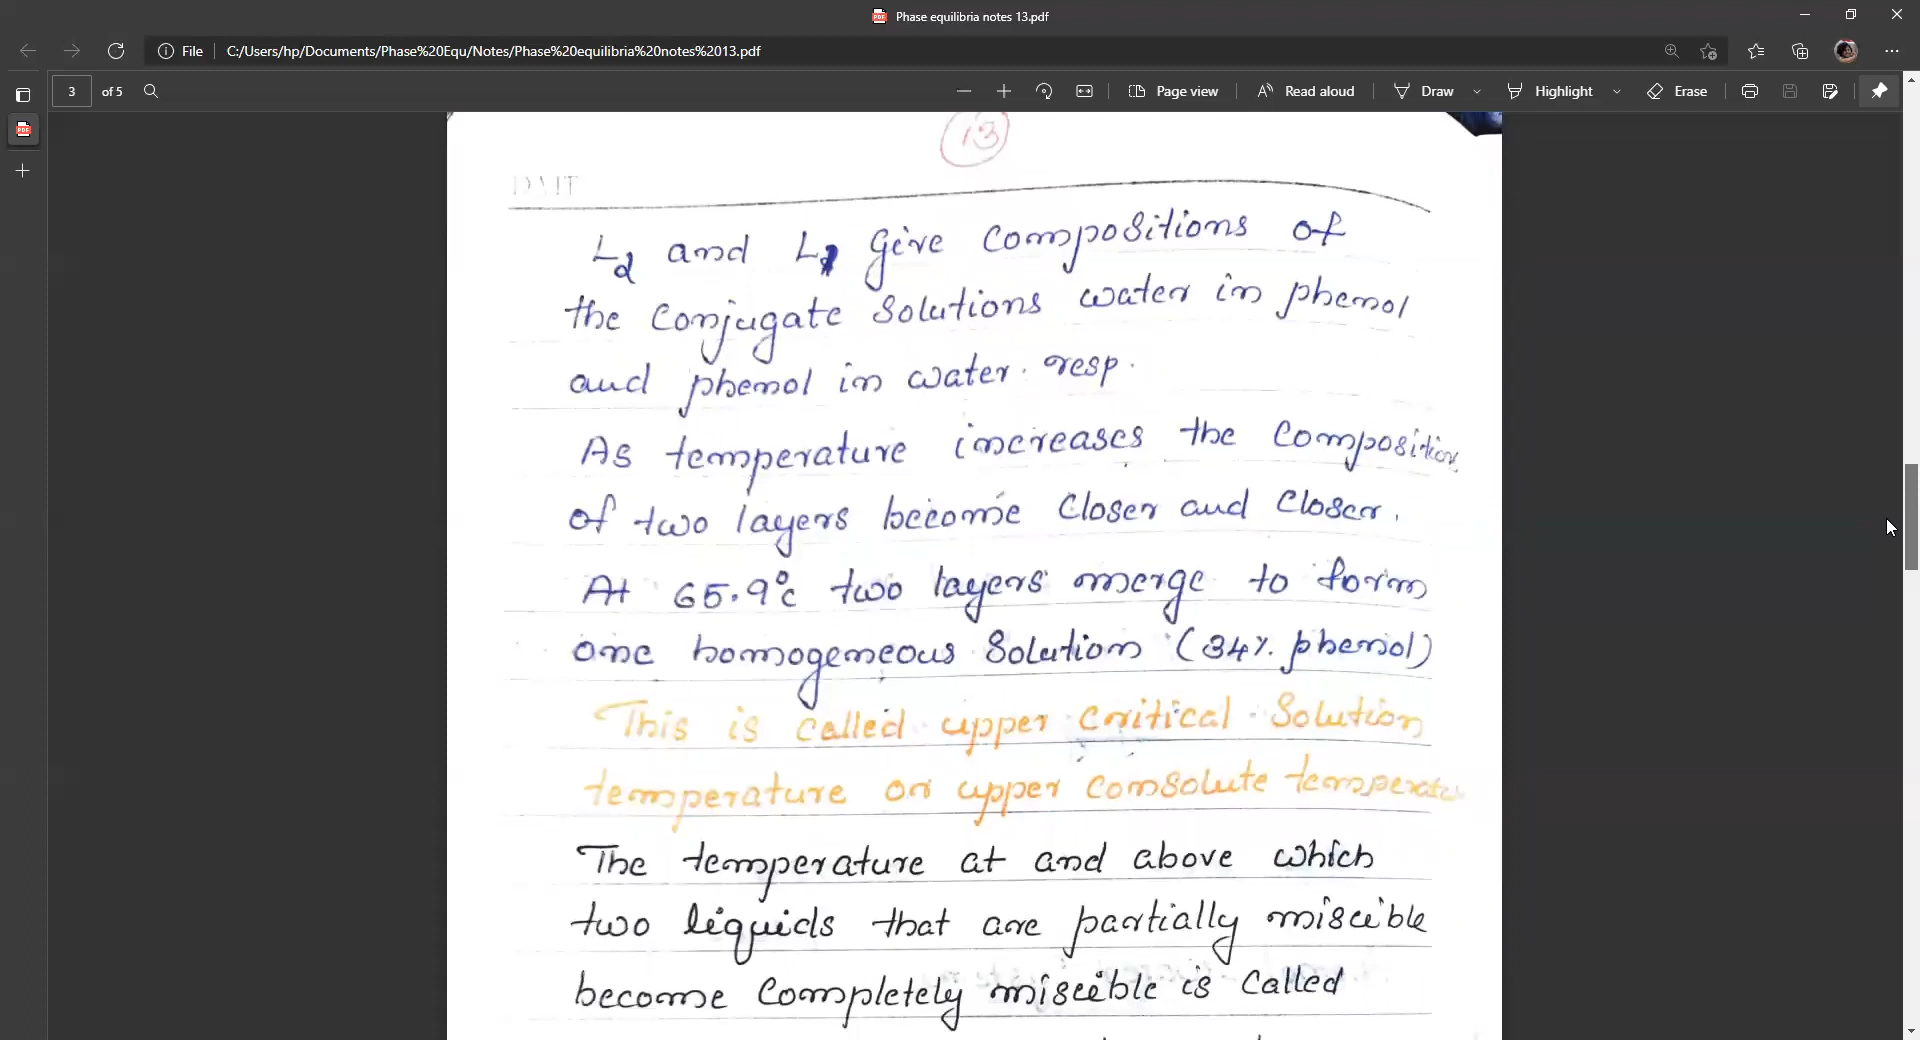 Phase equilibria notes 13.pdf
File
C:/Users/hp/Documents/Phase%20Equ/Notes/Phase%20equilibria%20notes%2013.pdf
3 of 5
Page view
Read aloud
Draw
Highlight
Erase
13
L2 and L1 give compositions of
the conjugate solutions water in phenol
and phenol in water. resp.
As temperature increases the composition
of two layers become closer and closer.
At 65.9°c two layers merge to form
one homogeneous solution (34% phenol)
This is called upper critical solution
temperature or upper consolute temperatu
The temperature at and above which
two liquids that are partially miscible
become completely miscible is called